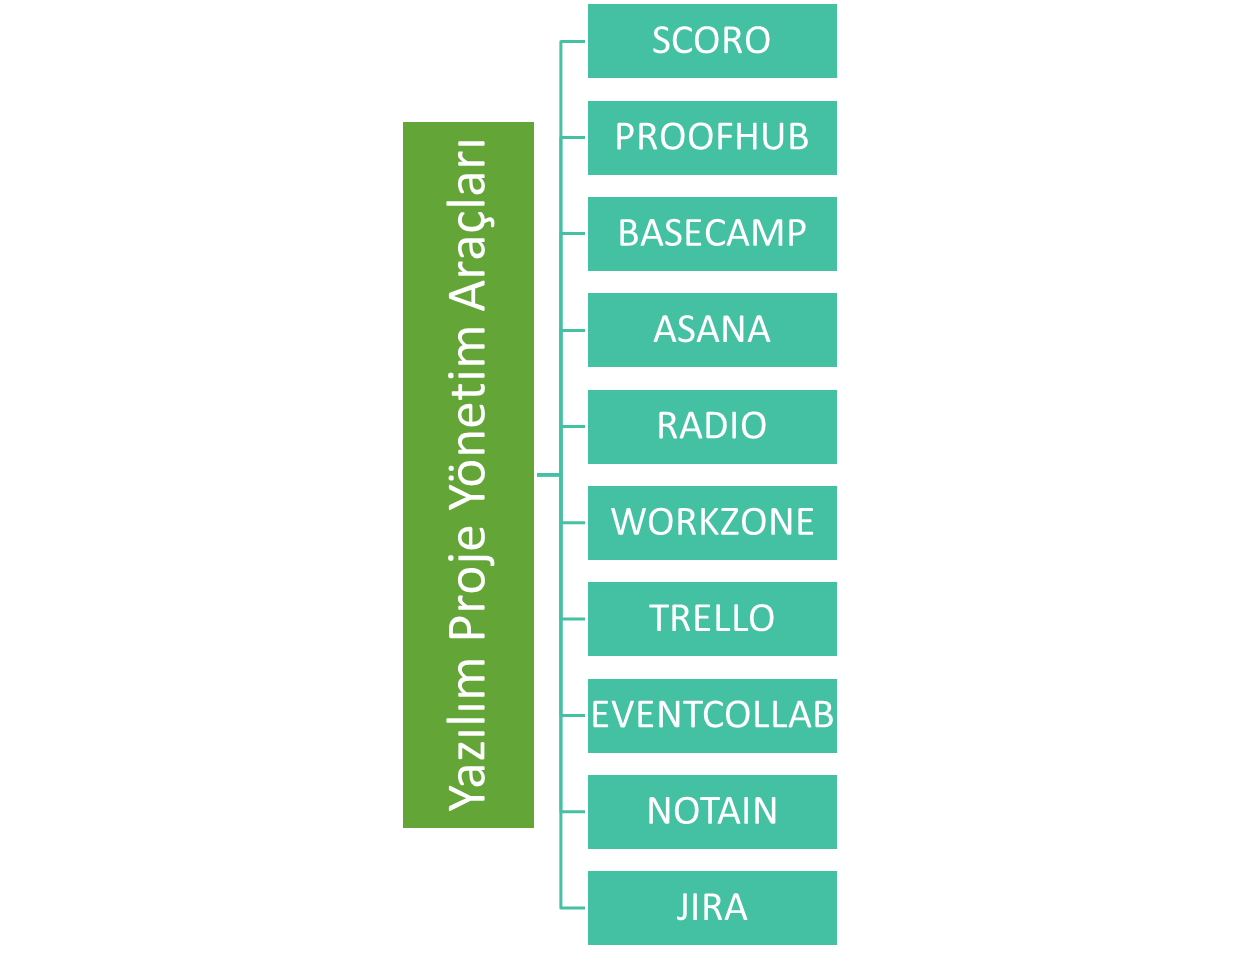 Yazılım Proje Yönetim Araçları
SCORO
PROOFHUB
BASECAMP
ASANA
RADIO
WORKZONE
TRELLO
EVENTCOLLAB
NOTAIN
JIRA